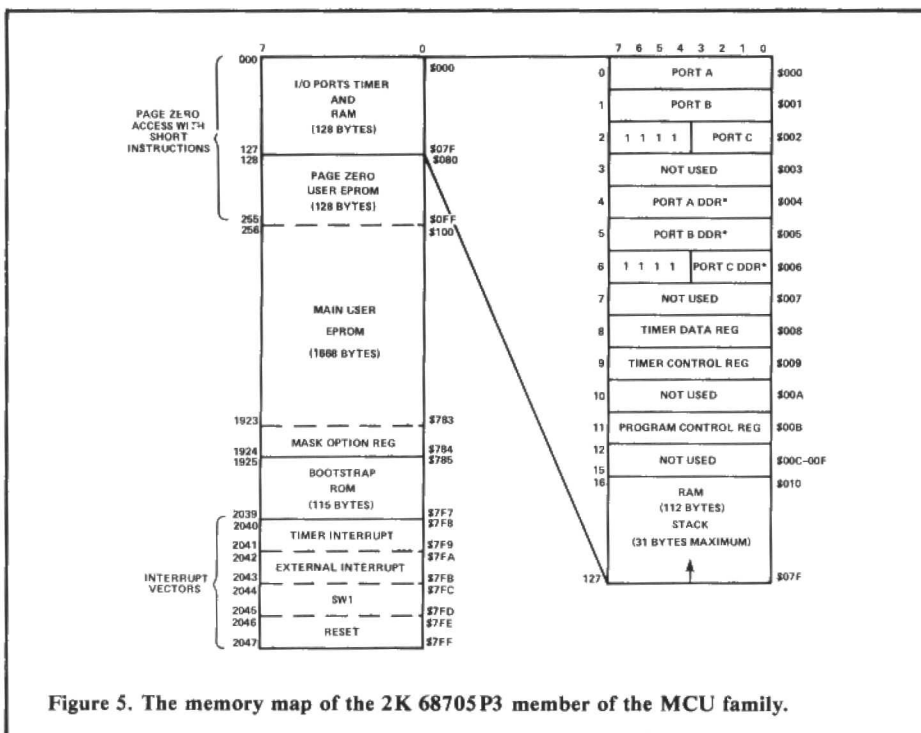 7 0
000 $000
I/O PORTS TIMER
AND
RAM
(128 BYTES)
PAGE ZERO
ACCESS WITH
SHORT
INSTRUCTIONS
127 $07F
128 $080
PAGE ZERO
USER EPROM
(128 BYTES)
255 $0FF
256 $100
MAIN USER
EPROM
(1668 BYTES)
1923 $783
MASK OPTION REG
1924 $784
1925 $785
BOOTSTRAP
ROM
(115 BYTES)
2039 $7F7
2040 $7F8
TIMER INTERRUPT
2041 $7F9
2042 $7FA
EXTERNAL INTERRUPT
INTERRUPT
VECTORS
2043 $7FB
2044 $7FC
SW1
2045 $7FD
2046 $7FE
RESET
2047 $7FF
7 6 5 4 3 2 1 0
0 PORT A $000
1 PORT B $001
2 1 1 1 1 PORT C $002
3 NOT USED $003
4 PORT A DDR* $004
5 PORT B DDR* $005
6 1 1 1 1 PORT C DDR* $006
7 NOT USED $007
8 TIMER DATA REG $008
9 TIMER CONTROL REG $009
10 NOT USED $00A
11 PROGRAM CONTROL REG $00B
12
NOT USED $00C-00F
15
16 $010
RAM
(112 BYTES)
STACK
(31 BYTES MAXIMUM)
127 $07F
Figure 5. The memory map of the 2K 68705P3 member of the MCU family.